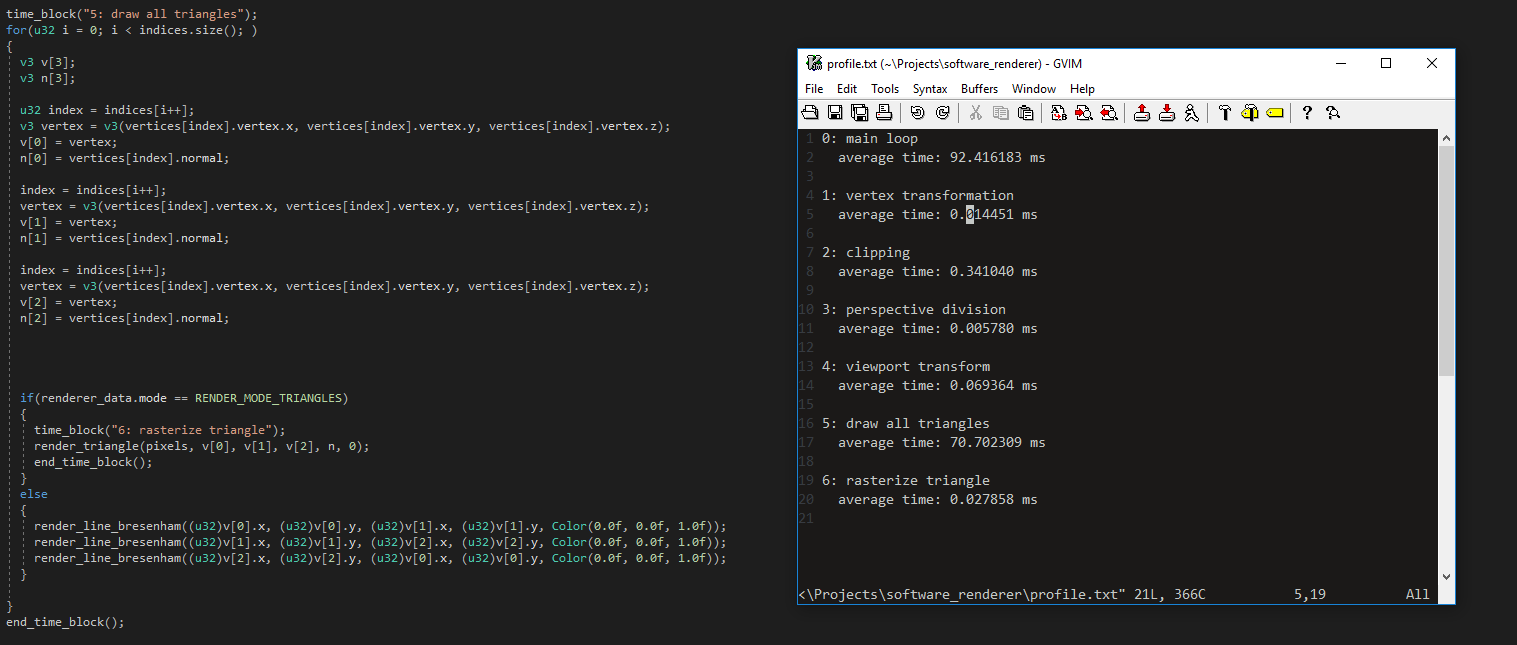 time_block("5: draw all triangles");
for(u32 i = 0; i < indices.size(); )
{
v3 v[3];
v3 n[3];
u32 index = indices[i++];
v3 vertex = v3(vertices[index].vertex.x, vertices[index].vertex.y, vertices[index].vertex.z);
v[0] = vertex;
n[0] = vertices[index].normal;
index = indices[i++];
vertex = v3(vertices[index].vertex.x, vertices[index].vertex.y, vertices[index].vertex.z);
v[1] = vertex;
n[1] = vertices[index].normal;
index = indices[i++];
vertex = v3(vertices[index].vertex.x, vertices[index].vertex.y, vertices[index].vertex.z);
v[2] = vertex;
n[2] = vertices[index].normal;
if(renderer_data.mode == RENDER_MODE_TRIANGLES)
{
time_block("6: rasterize triangle");
render_triangle(pixels, v[0], v[1], v[2], n, 0);
end_time_block();
}
else
{
render_line_bresenham((u32)v[0].x, (u32)v[0].y, (u32)v[1].x, (u32)v[1].y, Color(0.0f, 0.0f, 1.0f));
render_line_bresenham((u32)v[1].x, (u32)v[1].y, (u32)v[2].x, (u32)v[2].y, Color(0.0f, 0.0f, 1.0f));
render_line_bresenham((u32)v[2].x, (u32)v[2].y, (u32)v[0].x, (u32)v[0].y, Color(0.0f, 0.0f, 1.0f));
}
}
end_time_block();
profile.txt (~\Projects\software_renderer) - GVIM
File Edit Tools Syntax Buffers Window Help
1 0: main loop
2 average time: 92.416183 ms
3
4 1: vertex transformation
5 average time: 0.014451 ms
6
7 2: clipping
8 average time: 0.341040 ms
9
10 3: perspective division
11 average time: 0.005780 ms
12
13 4: viewport transform
14 average time: 0.069364 ms
15
16 5: draw all triangles
17 average time: 70.702309 ms
18
19 6: rasterize triangle
20 average time: 0.027858 ms
21
<\Projects\software_renderer\profile.txt" 21L, 366C 5,19 All